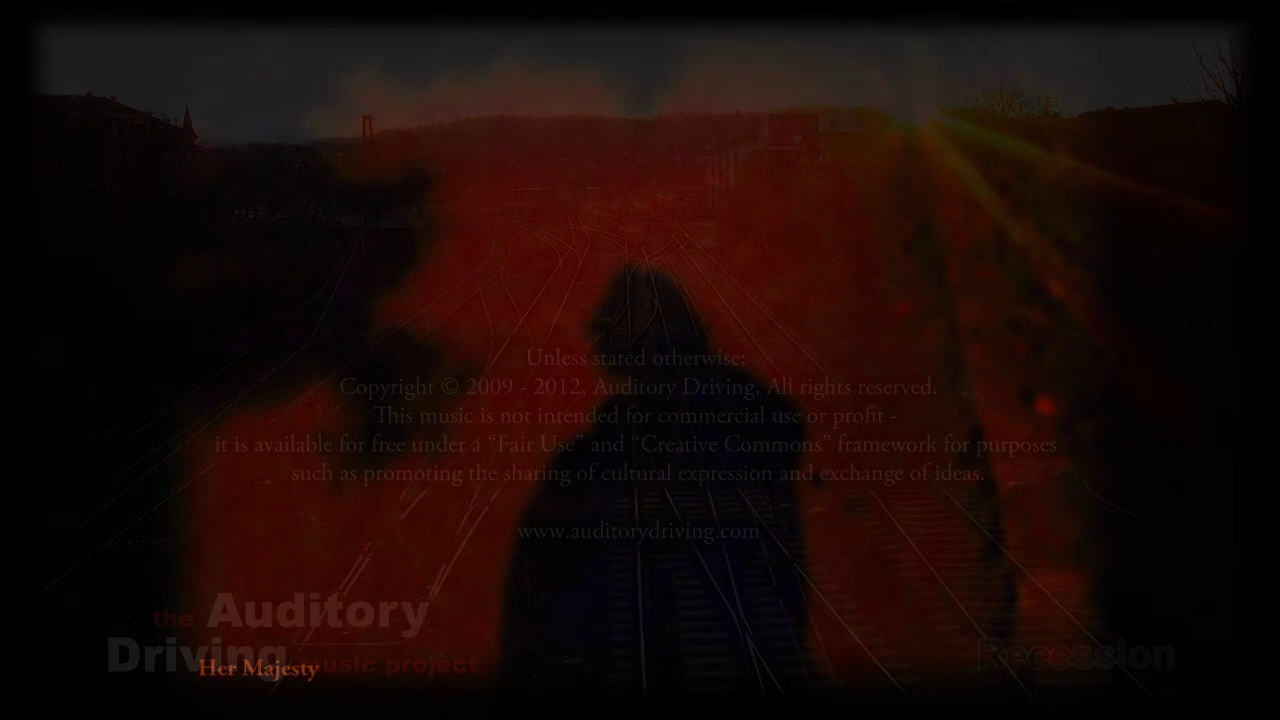 Unless stated otherwise;
Copyright © 2009 - 2012, Auditory Driving, All rights reserved.
This music is not intended for commercial use or profit -
it is available for free under a “Fair Use” and “Creative Commons” framework for purposes
such as promoting the sharing of cultural expression and exchange of ideas.
www.auditorydriving.com
the Auditory
Driving music project
Her Majesty
Recession